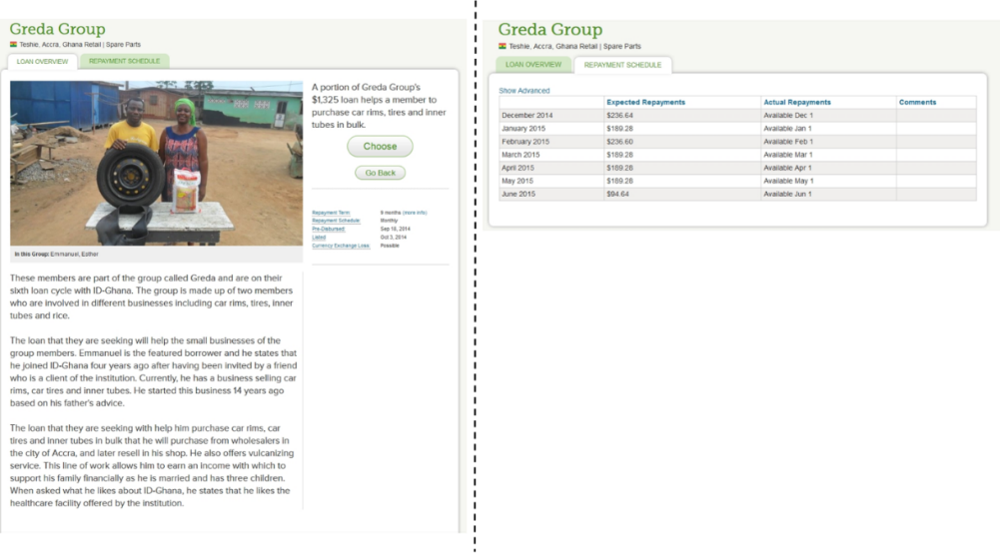 Greda Group
Teshie, Accra, Ghana Retail | Spare Parts
LOAN OVERVIEW
REPAYMENT SCHEDULE
A portion of Greda Group's
$1,325 loan helps a member to
purchase car rims, tires and inner
tubes in bulk.
Choose
Go Back
Repayment Term: 9 months (more info)
Repayment Schedule: Monthly
Pre-Disbursed: Sep 18, 2014
Listed Oct 3, 2014
Currency Exchange Loss: Possible
In this Group: Emmanuel, Esther
These members are part of the group called Greda and are on their
sixth loan cycle with ID-Ghana. The group is made up of two members
who are involved in different businesses including car rims, tires, inner
tubes and rice.
The loan that they are seeking will help the small businesses of the
group members. Emmanuel is the featured borrower and he states that
he joined ID-Ghana four years ago after having been invited by a friend
who is a client of the institution. Currently, he has a business selling car
rims, car tires and inner tubes. He started this business 14 years ago
based on his father's advice.
The loan that they are seeking with help him purchase car rims, car
tires and inner tubes in bulk that he will purchase from wholesalers in
the city of Accra, and later resell in his shop. He also offers vulcanizing
service. This line of work allows him to earn an income with which to
support his family financially as he is married and has three children.
When asked what he likes about ID-Ghana, he states that he likes the
healthcare facility offered by the institution.
Greda Group
Teshie, Accra, Ghana Retail | Spare Parts
LOAN OVERVIEW
REPAYMENT SCHEDULE
Show Advanced
Expected Repayments Actual Repayments Comments
December 2014 $236.64 Available Dec 1
January 2015 $189.28 Available Jan 1
February 2015 $236.60 Available Feb 1
March 2015 $189.28 Available Mar 1
April 2015 $189.28 Available Apr 1
May 2015 $189.28 Available May 1
June 2015 $94.64 Available Jun 1